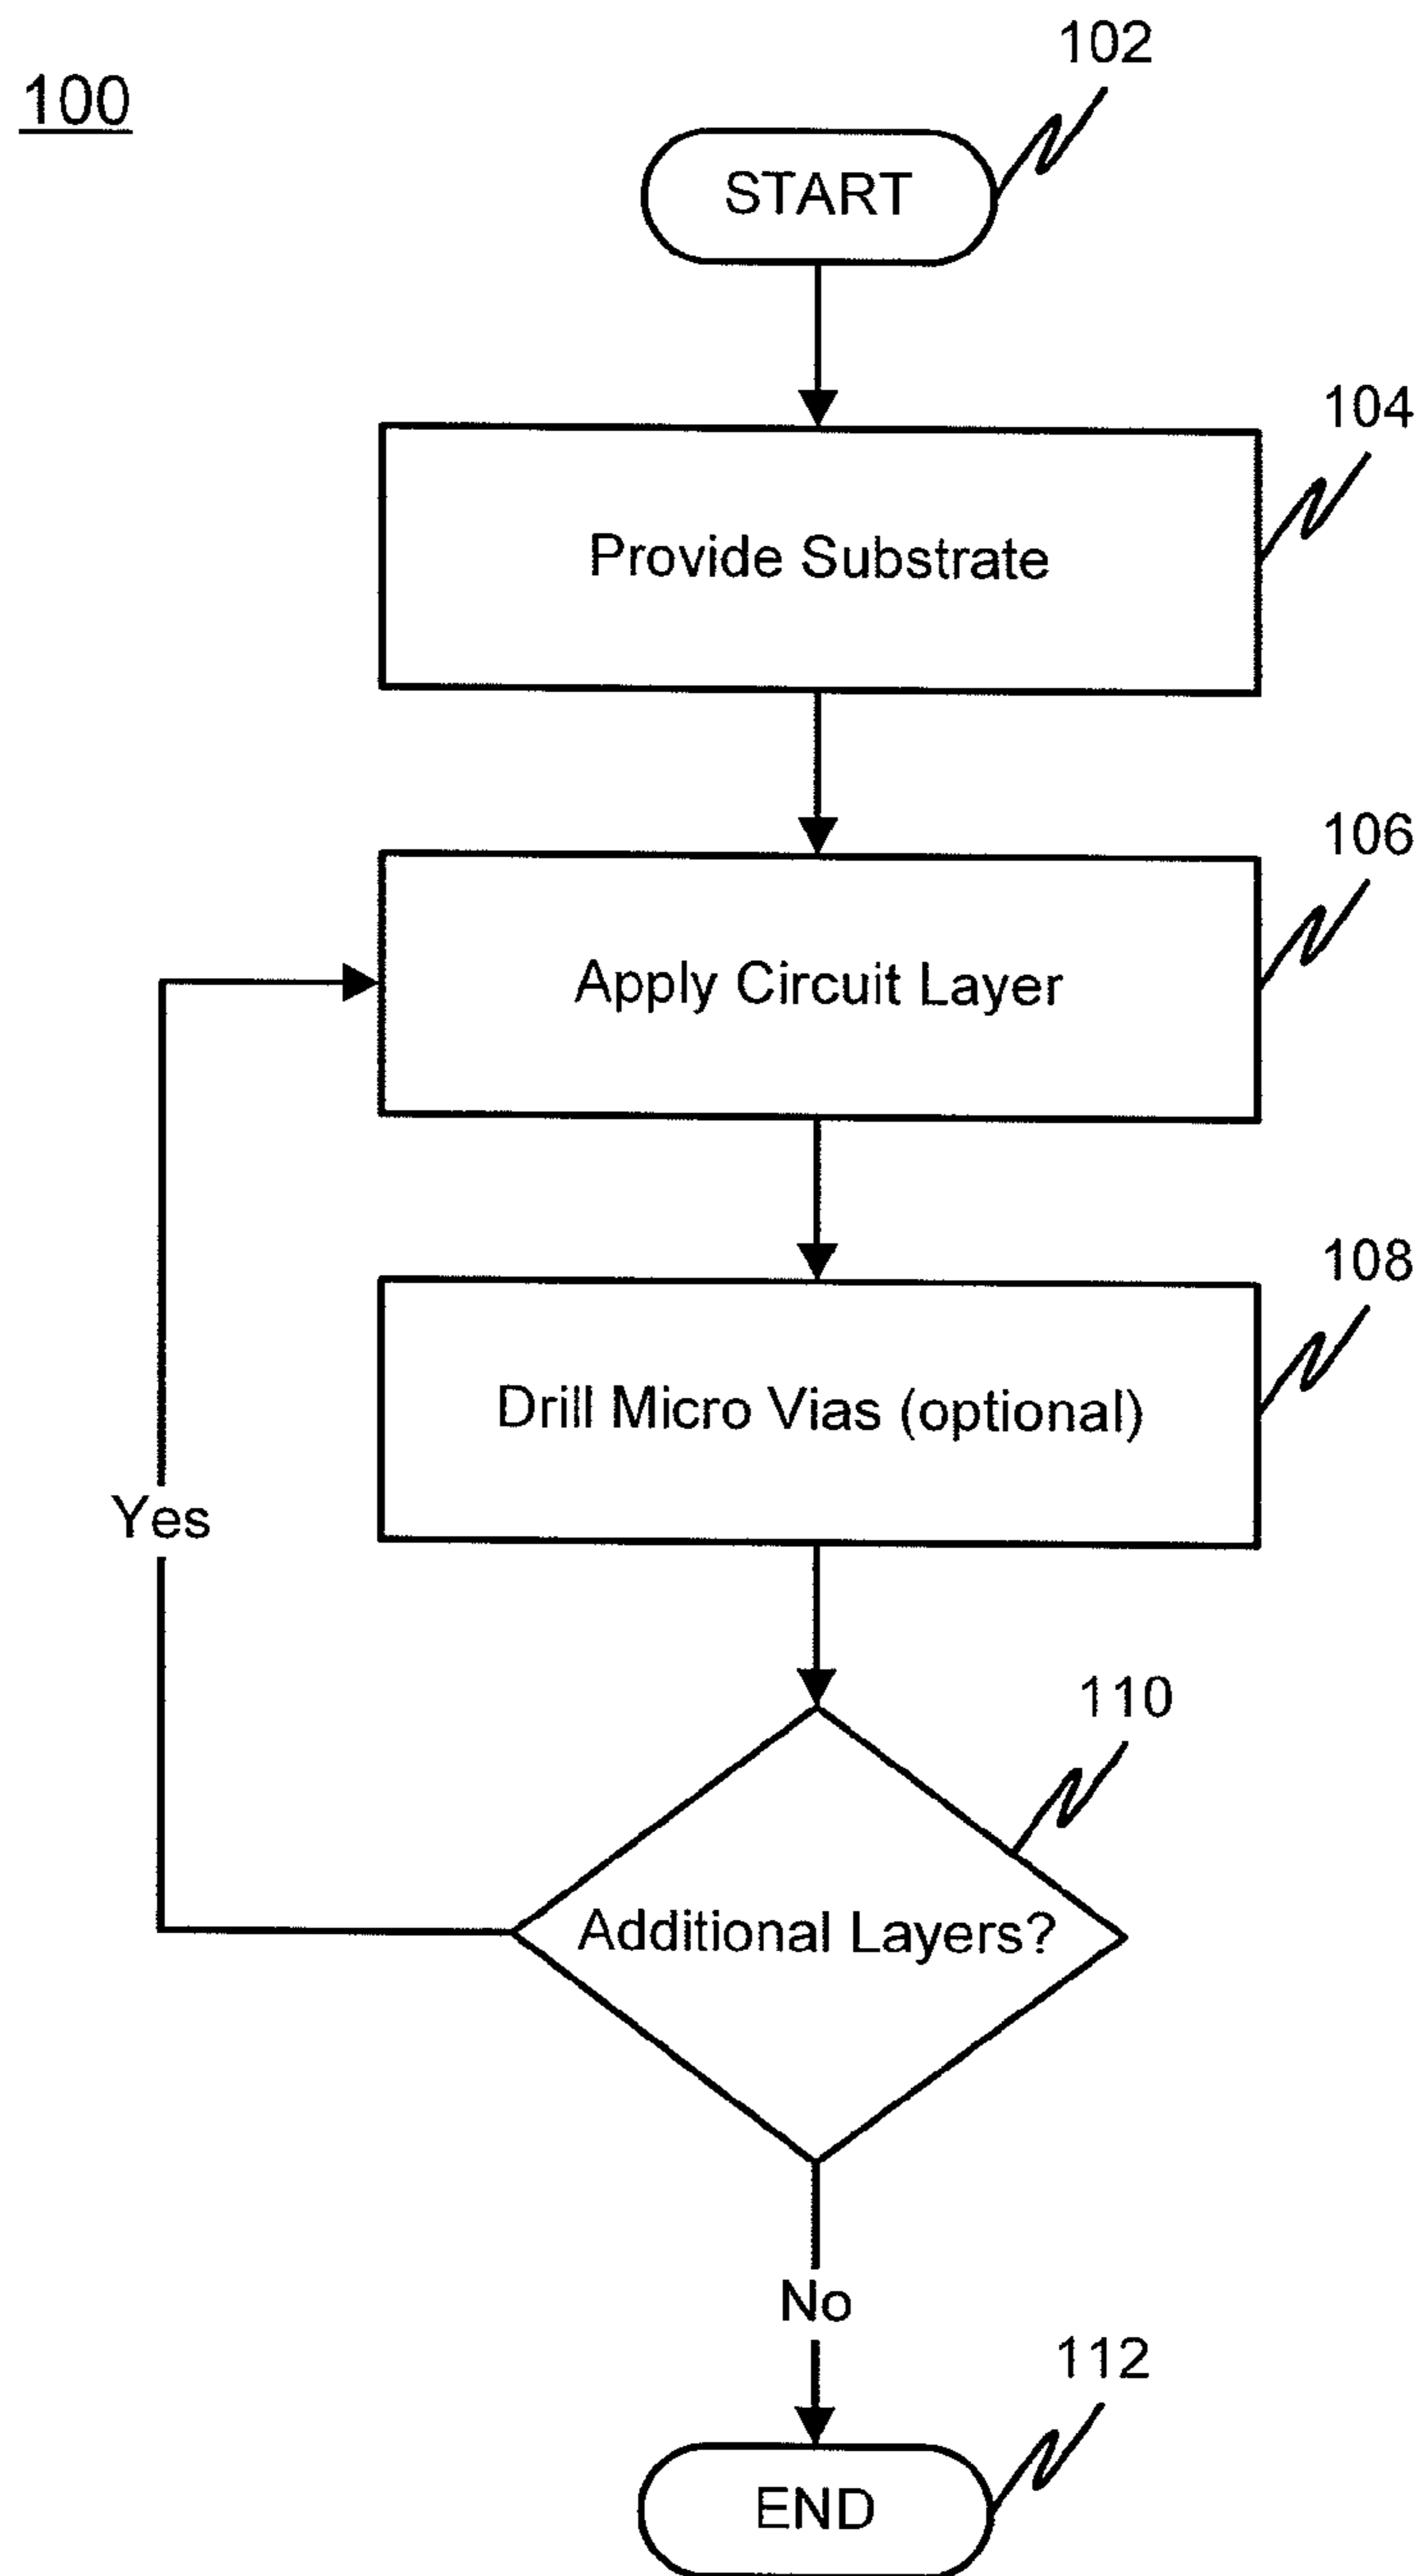 102
100
START
104
Provide Substrate
106
Apply Circuit Layer
108
Drill Micro Vias (optional)
Yes
110
Additional Layers?
No
112
END